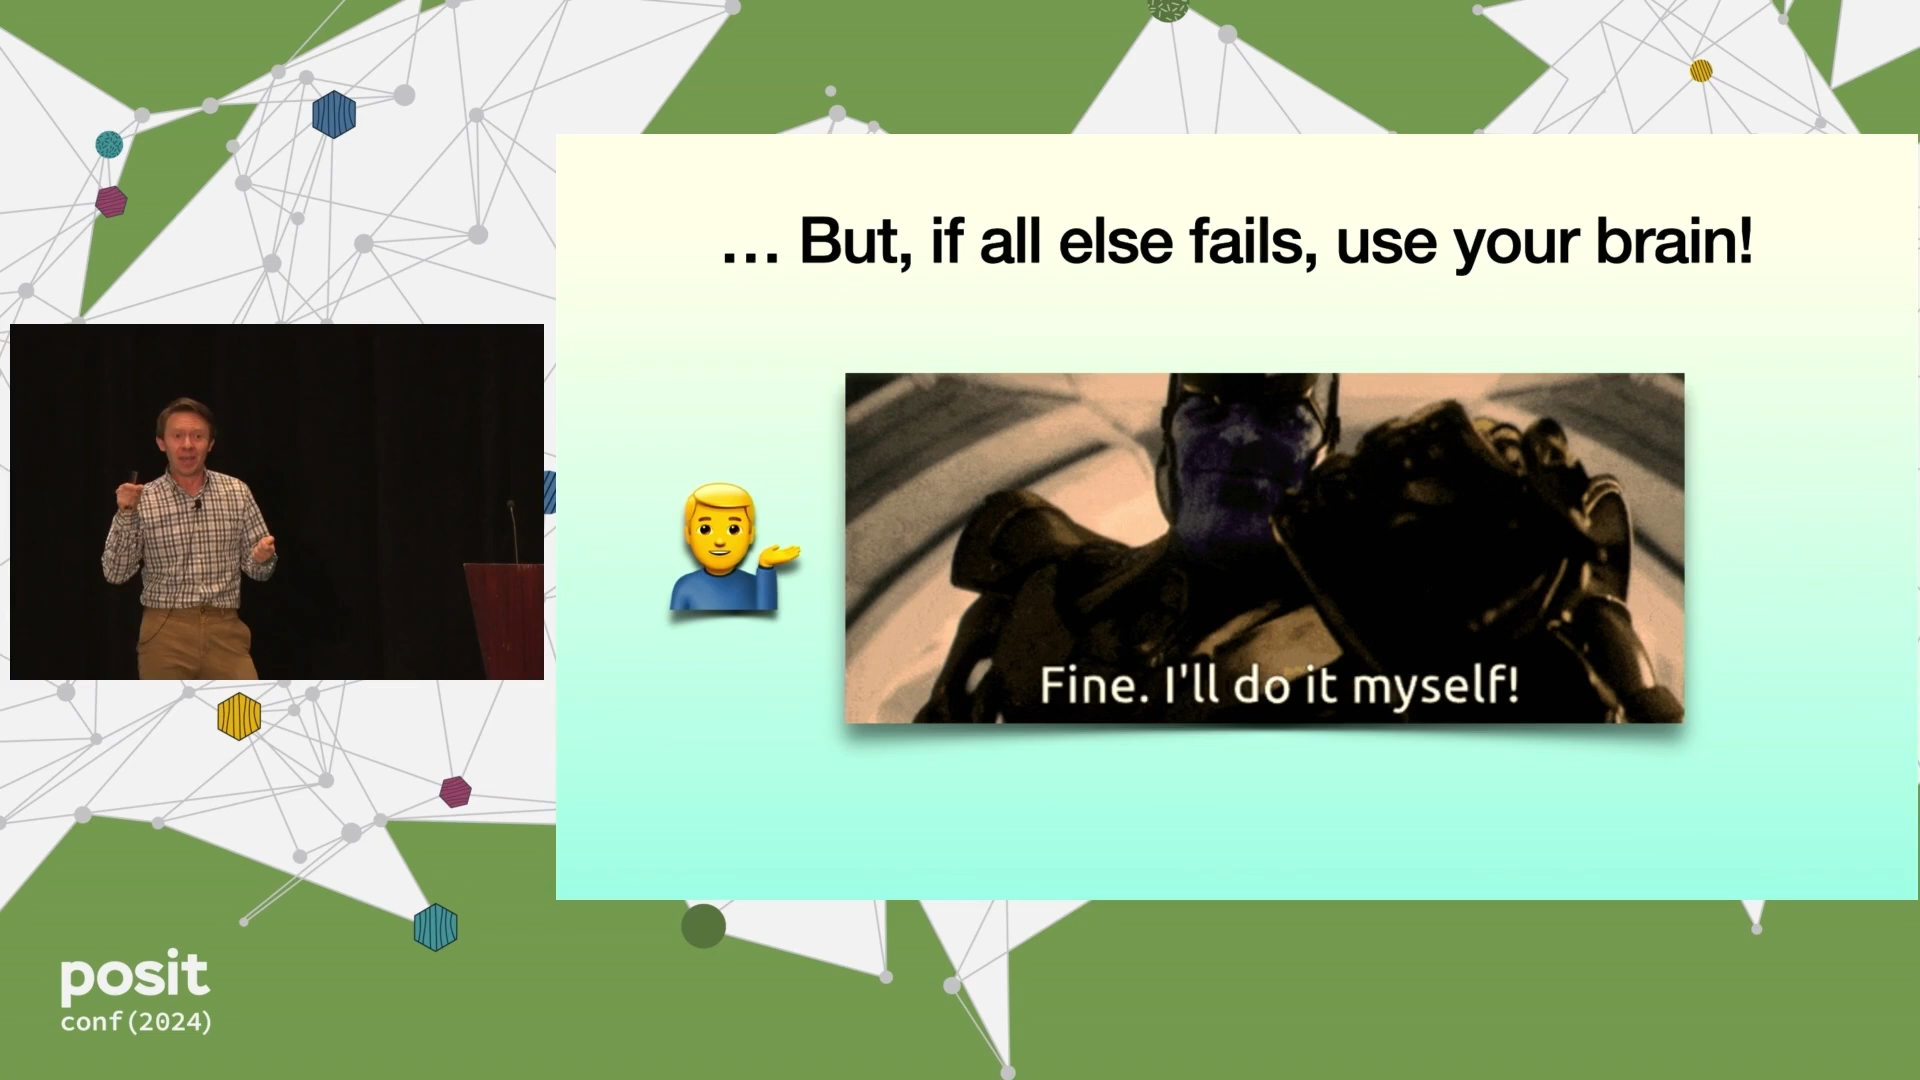 ... But, if all else fails, use your brain!
Fine. I'll do it myself!
posit
conf(2024)